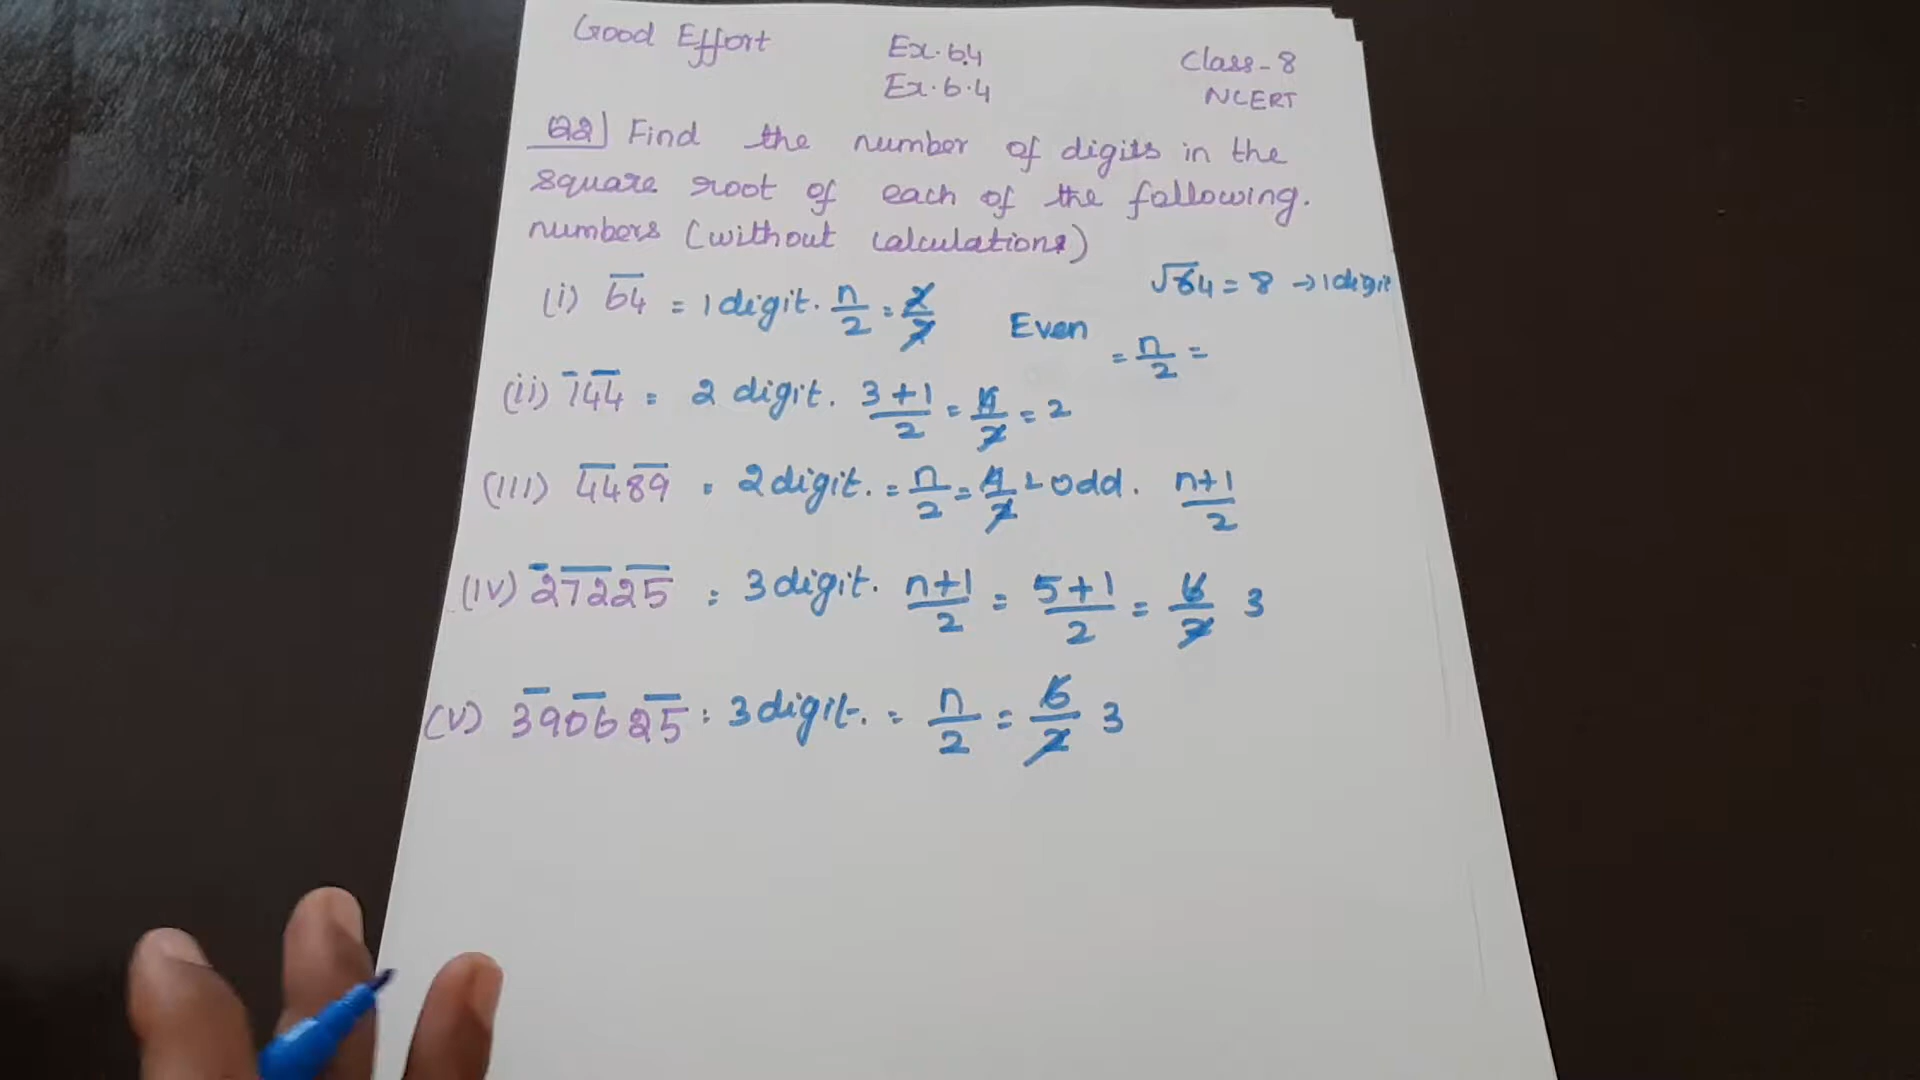 Good Effort Ex.6.4 Class-8
Ex.6.4 NCERT
Q2) Find the number of digits in the
square root of each of the following.
numbers (without calculations)
(i) 64 = 1 digit. n/2 = 2/2 √64 = 8 → 1 digit
Even = n/2 =
(ii) 144 = 2 digit. 3+1/2 = 4/2 = 2
(iii) 4489 = 2 digit. = n/2 = 4/2 2 odd. n+1/2
(iv) 27225 = 3 digit. n+1/2 = 5+1/2 = 6/2 3
(v) 390625 = 3 digit. = n/2 = 6/2 3